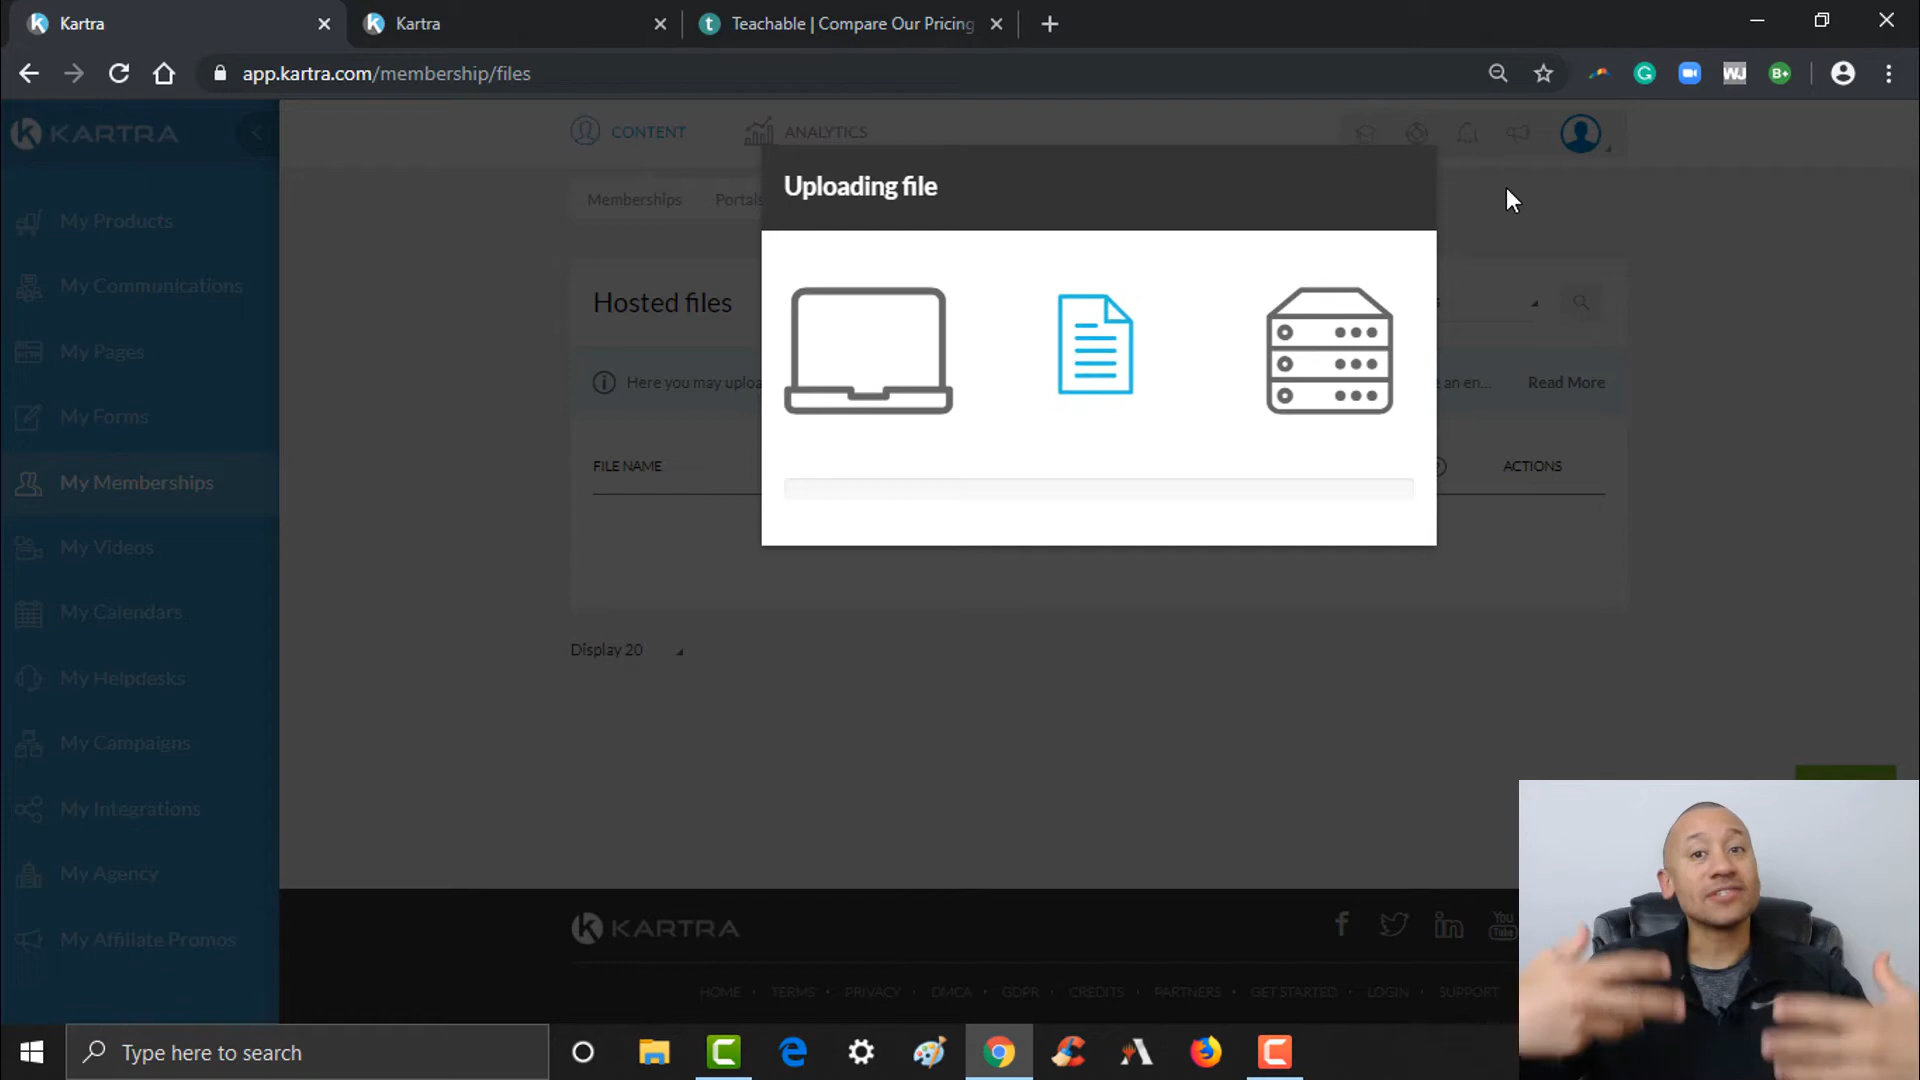 Kartra
Kartra
Teachable | Compare Our Pricing
app.kartra.com/membership/files
KARTRA
CONTENT
ANALYTICS
Memberships
Portals
Uploading file
My Products
My Communications
My Pages
My Forms
My Memberships
My Videos
My Calendars
My Helpdesks
My Campaigns
My Integrations
My Agency
My Affiliate Promos
Hosted files
Here you may uploa
e an en...
Read More
FILE NAME
ACTIONS
Display 20
KARTRA
HOME
TERMS
PRIVACY
DMCA
GDPR
CREDITS
PARTNERS
GET STARTED
LOGIN
SUPPORT
Type here to search